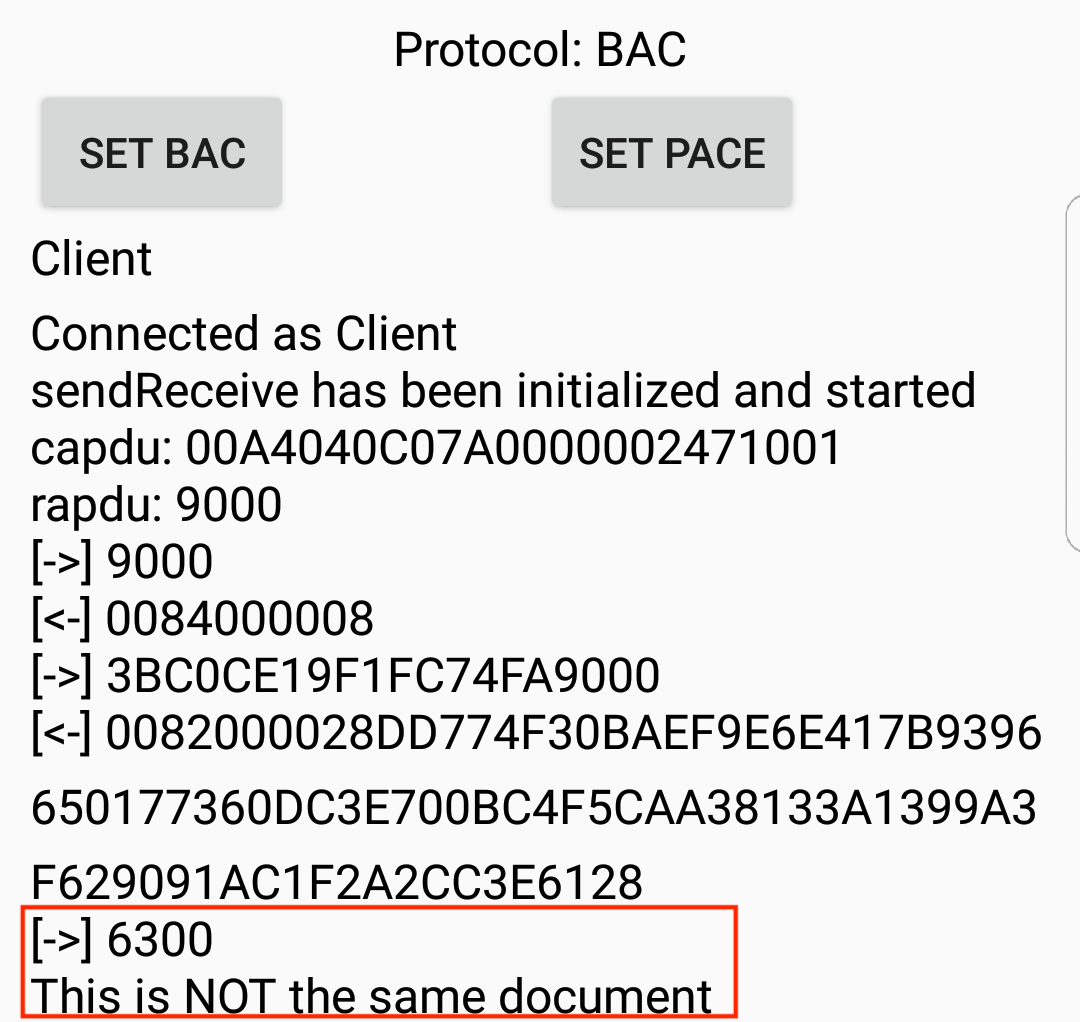 Protocol: BAC
SET BAC
SET PACE
Client
Connected as Client
sendReceive has been initialized and started
capdu: 00A4040C07A0000002471001
rapdu: 9000
[->] 9000
[<-] 0084000008
[->] 3BC0CE19F1FC74FA9000
[<-] 0082000028DD774F30BAEF9E6E417B9396
650177360DC3E700BC4F5CAA38133A1399A3
F629091AC1F2A2CC3E6128
[->] 6300
This is NOT the same document